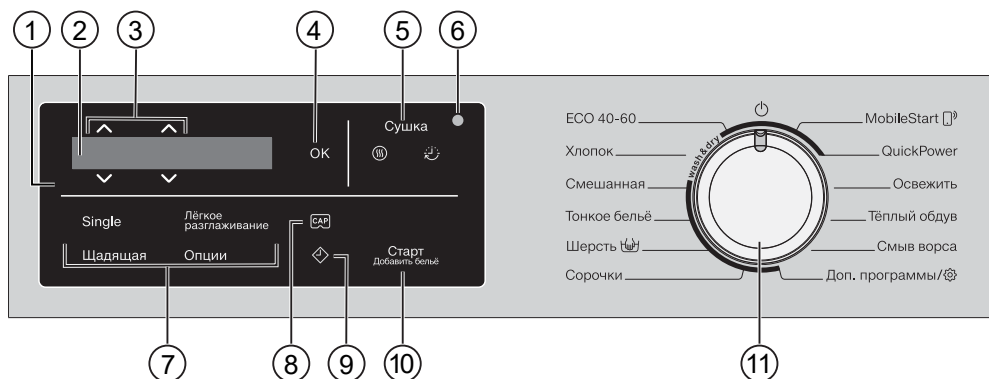 1
2
3
4
5
6
Сушка
OK
Single
Лёгкое
разглаживание
CAP
Щадящая
Опции
Старт
Добавить бельё
ECO 40-60
Хлопок
Смешанная
Тонкое бельё
Шерсть
Сорочки
wash&dry
MobileStart
QuickPower
Освежить
Тёплый обдув
Смыв ворса
Доп. программы/
7
8
9
10
11